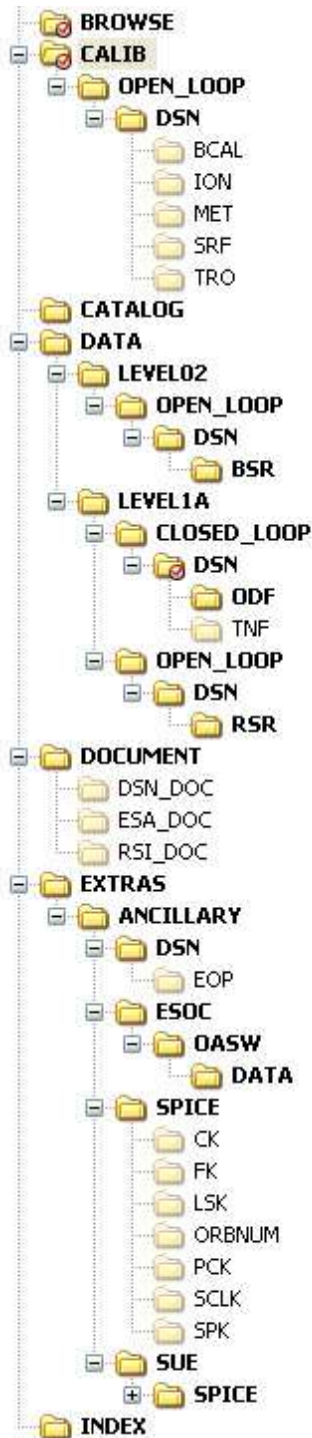 BROWSE
CALIB
OPEN_LOOP
DSN
BCAL
ION
MET
SRF
TRO
CATALOG
DATA
LEVEL02
OPEN_LOOP
DSN
BSR
LEVEL1A
CLOSED_LOOP
DSN
ODF
TNF
OPEN_LOOP
DSN
RSR
DOCUMENT
DSN_DOC
ESA_DOC
RSI_DOC
EXTRAS
ANCILLARY
DSN
EOP
ESOC
OASW
DATA
SPICE
CK
FK
LSK
ORBNUM
PCK
SCLK
SPK
SUE
SPICE
INDEX